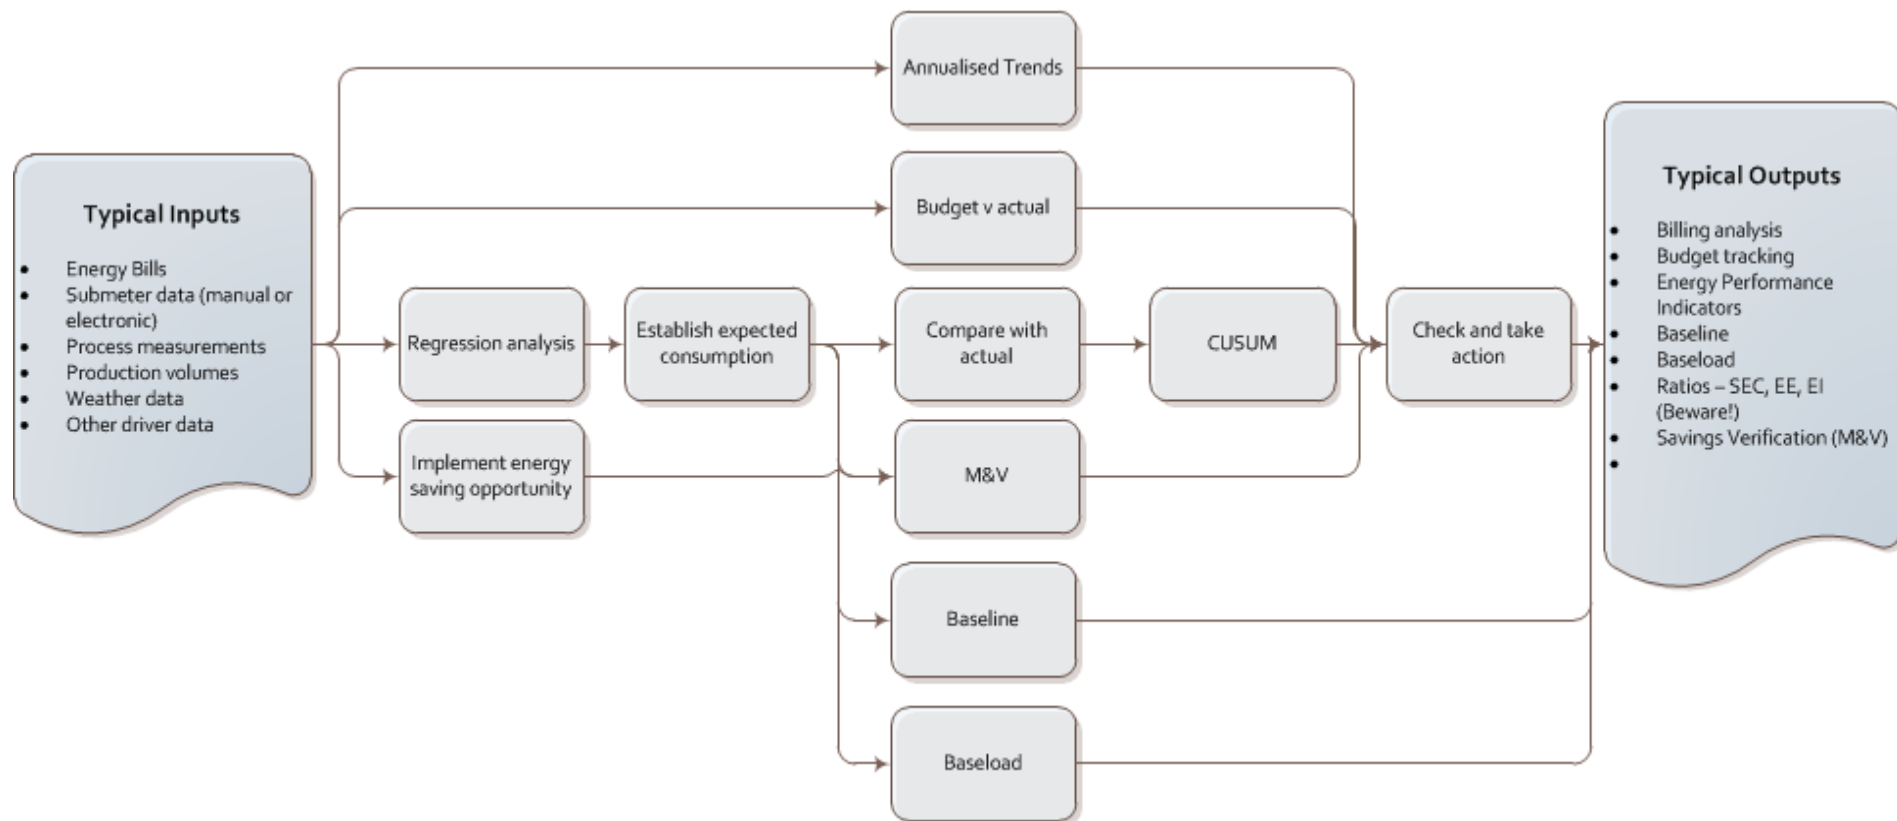 Typical Inputs
• Energy Bills
• Submeter data (manual or
electronic)
• Process measurements
• Production volumes
• Weather data
• Other driver data
Annualised Trends
Budget v actual
Regression analysis
Establish expected
consumption
Compare with
actual
CUSUM
Check and take
action
Implement energy
saving opportunity
M&V
Baseline
Baseload
Typical Outputs
• Billing analysis
• Budget tracking
• Energy Performance
Indicators
• Baseline
• Baseload
• Ratios – SEC, EE, EI
(Beware!)
• Savings Verification (M&V)
•